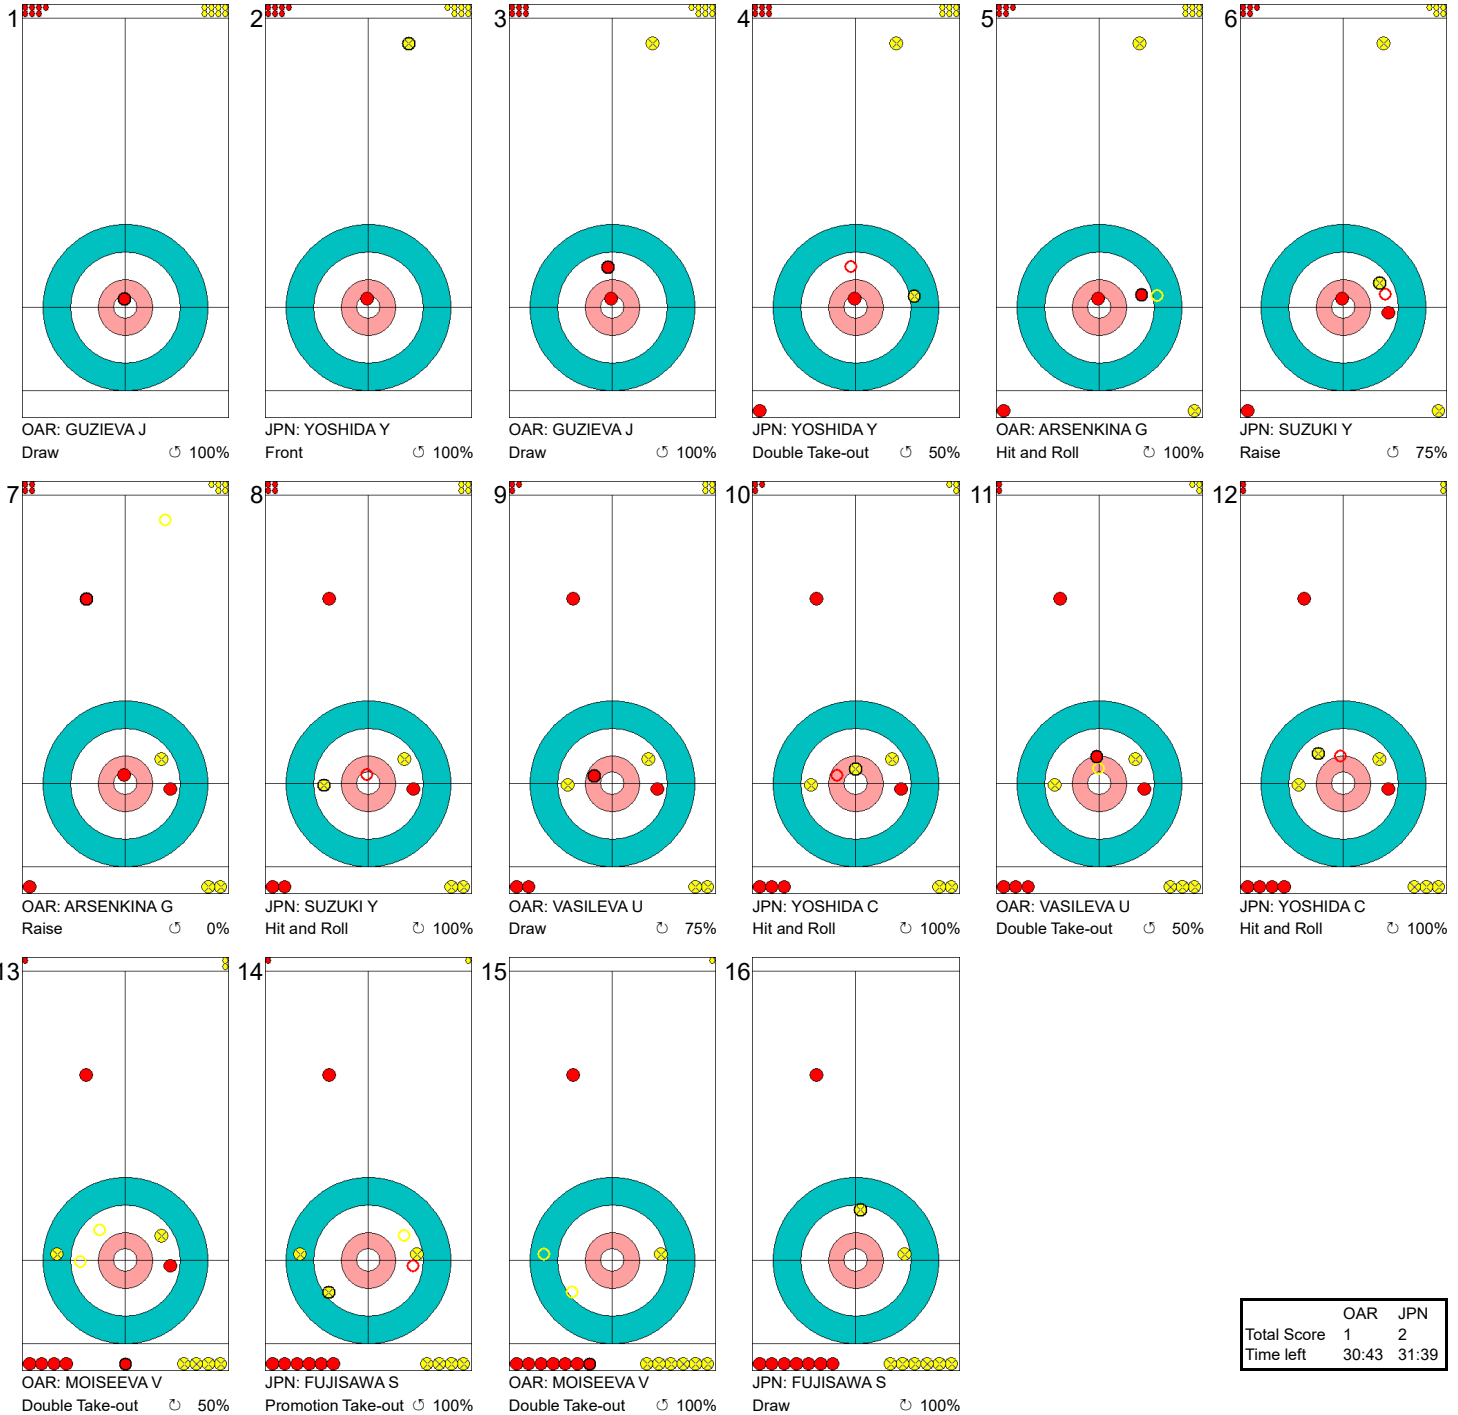 1 2 3 4 5 6
OAR: GUZIEVA J JPN: YOSHIDA Y OAR: GUZIEVA J JPN: YOSHIDA Y OAR: ARSENKINA G JPN: SUZUKI Y
Draw ↺ 100% Front ↺ 100% Draw ↺ 100% Double Take-out ↺ 50% Hit and Roll ↻ 100% Raise ↺ 75%
7 8 9 10 11 12
OAR: ARSENKINA G JPN: SUZUKI Y OAR: VASILEVA U JPN: YOSHIDA C OAR: VASILEVA U JPN: YOSHIDA C
Raise ↺ 0% Hit and Roll ↻ 100% Draw ↻ 75% Hit and Roll ↻ 100% Double Take-out ↺ 50% Hit and Roll ↻ 100%
13 14 15 16
OAR JPN
Total Score 1 2
Time left 30:43 31:39
OAR: MOISEEVA V JPN: FUJISAWA S OAR: MOISEEVA V JPN: FUJISAWA S
Double Take-out ↻ 50% Promotion Take-out ↺ 100% Double Take-out ↺ 100% Draw ↻ 100%